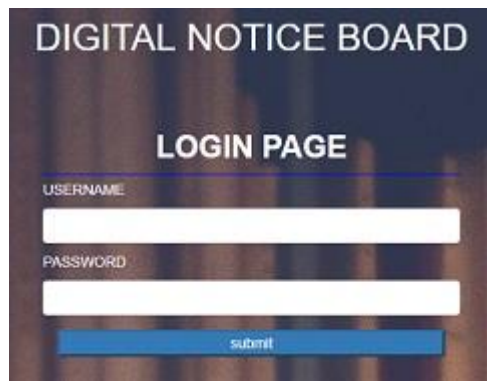 DIGITAL NOTICE BOARD
LOGIN PAGE
USERNAME
PASSWORD
submit